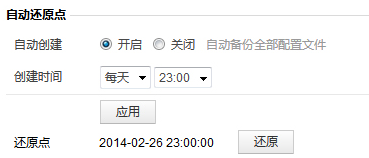 自动还原点
自动创建 开启 关闭 自动备份全部配置文件
创建时间 每天 23:00
应用
还原点 2014-02-26 23:00:00 还原